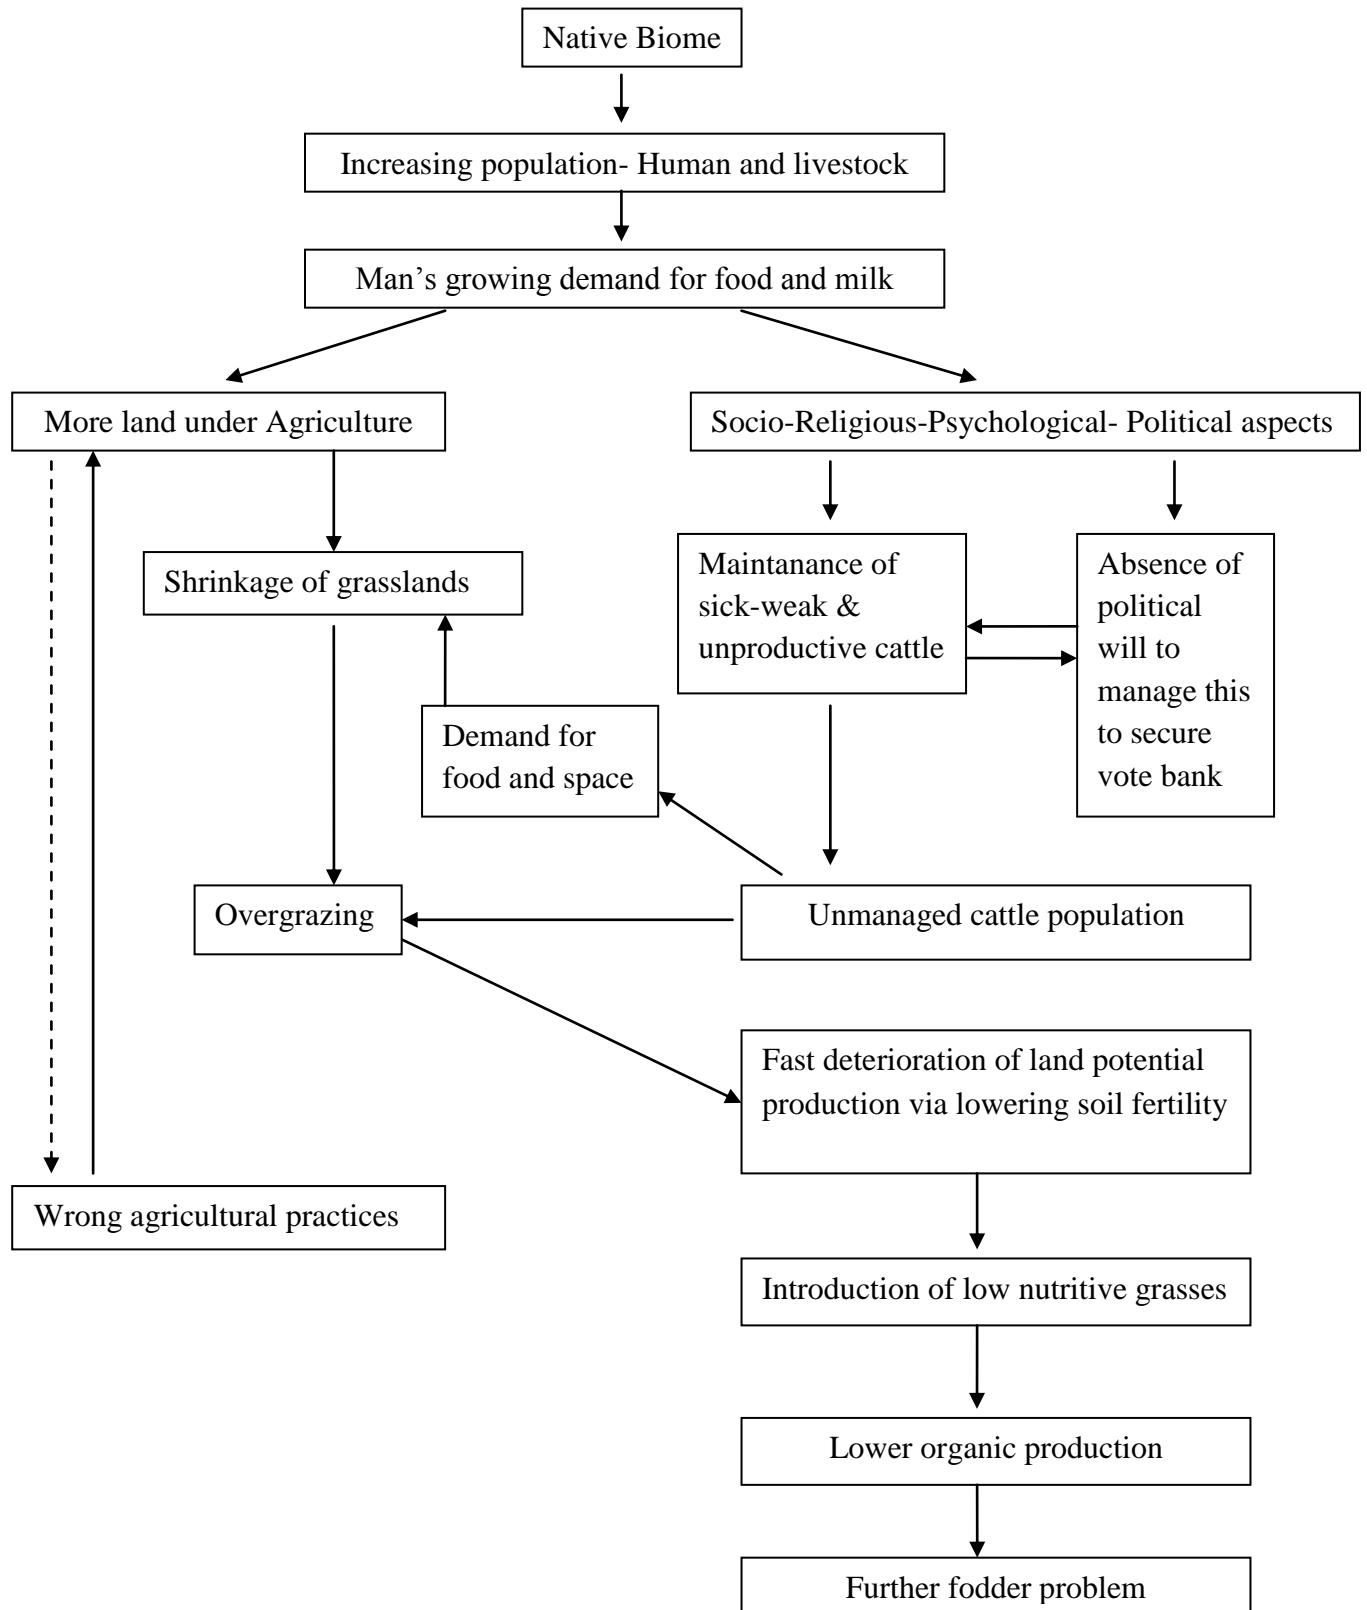 Native Biome
Increasing population- Human and livestock
Man’s growing demand for food and milk
More land under Agriculture
Socio-Religious-Psychological- Political aspects
Shrinkage of grasslands
Maintanance of
sick-weak &
unproductive cattle
Absence of
political
will to
manage this
to secure
vote bank
Demand for
food and space
Overgrazing
Unmanaged cattle population
Fast deterioration of land potential
production via lowering soil fertility
Wrong agricultural practices
Introduction of low nutritive grasses
Lower organic production
Further fodder problem